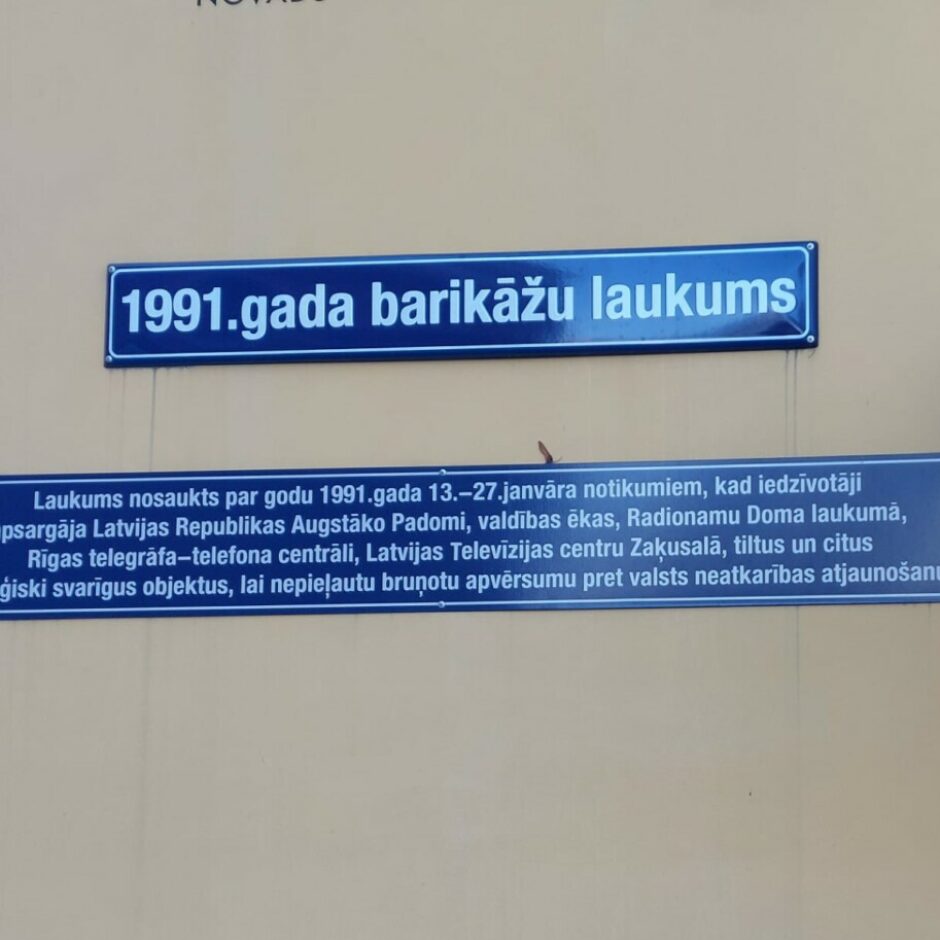 1991.gada barikāžu laukums
Laukums nosaukts par godu 1991.gada 13.–27.janvāra notikumiem, kad iedzīvotāji
apsargāja Latvijas Republikas Augstāko Padomi, valdības ēkas, Radionamu Doma laukumā,
Rīgas telegrāfa–telefona centrāli, Latvijas Televīzijas centru Zaķusalā, tiltus un citus
svarīgus objektus, lai nepieļautu bruņotu apvērsumu pret valsts neatkarības atjaunošanu